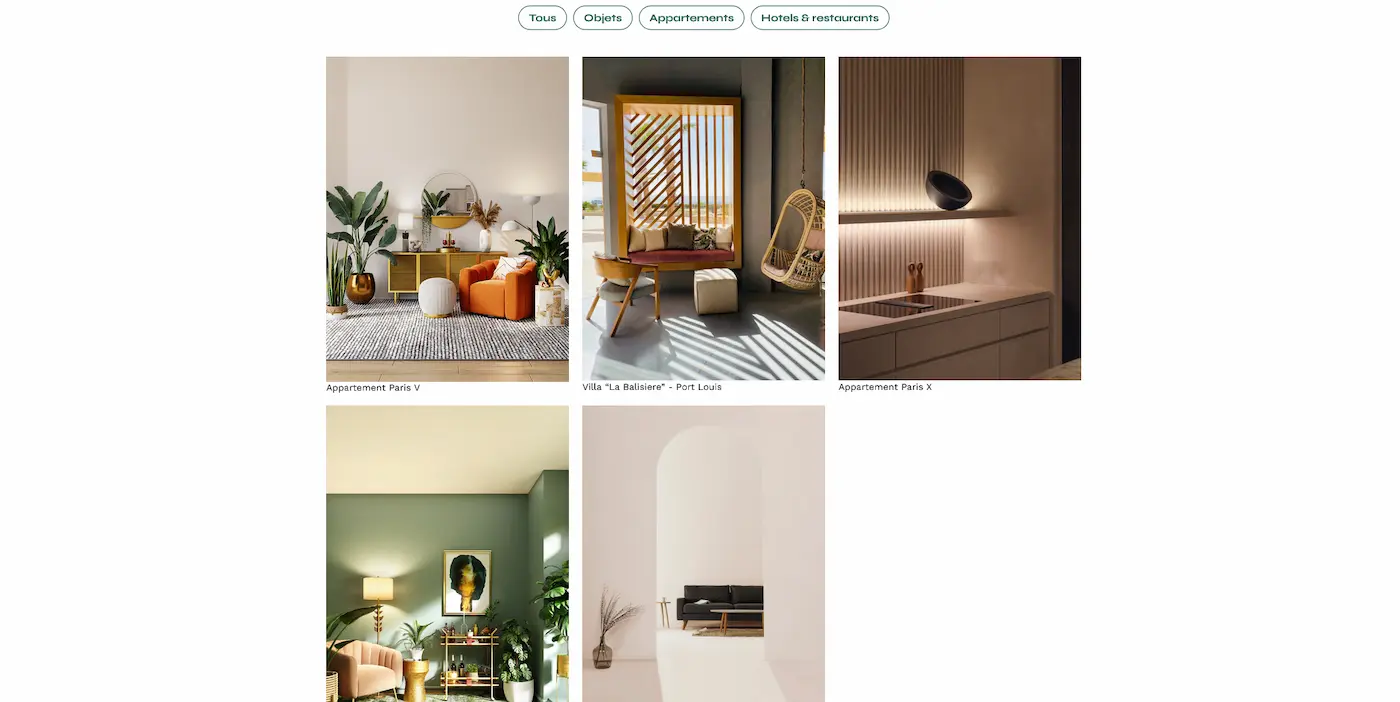 Tous
Objets
Appartements
Hotels & restaurants
Appartement Paris V
Villa “La Balisiere” - Port Louis
Appartement Paris X